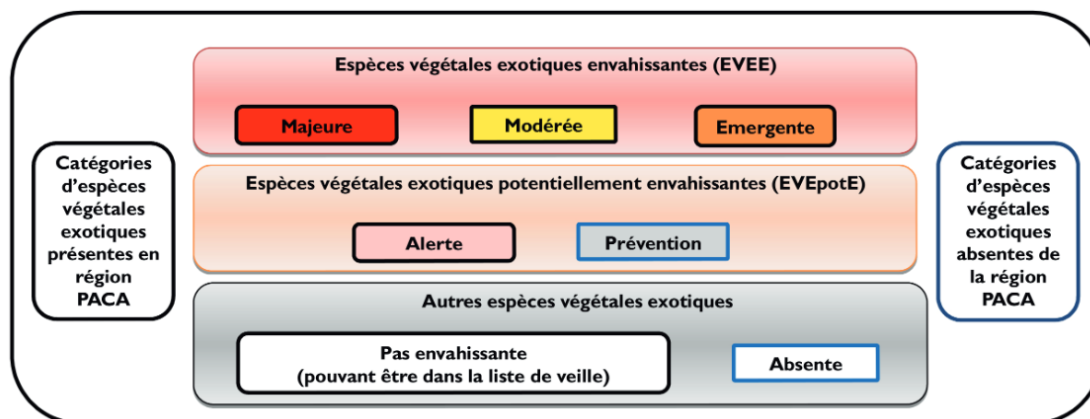 Espèces végétales exotiques envahissantes (EVEE)
Majeure
Modérée
Emergente
Catégories
d'espèces
végétales
exotiques
présentes en
région
PACA
Espèces végétales exotiques potentiellement envahissantes (EVEpotE)
Alerte
Prévention
Catégories
d'espèces
végétales
exotiques
absentes de
la région
PACA
Autres espèces végétales exotiques
Pas envahissante
(pouvant être dans la liste de veille)
Absente